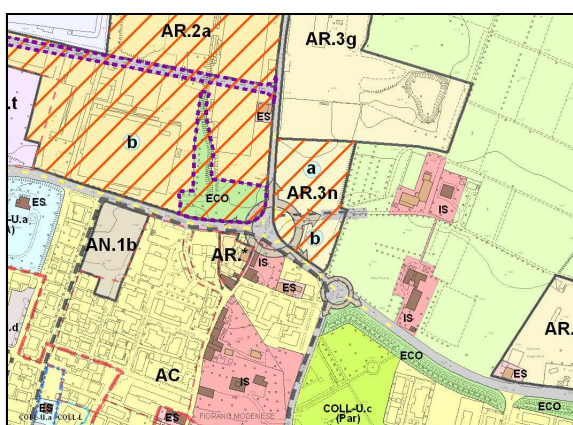 AR.2a
AR.3g
ES
.t
b
a
AR.3n
ECO
b
IS
ES
L-U.a
A)
AN.1b
AR.*
IS
ES
IS
.d
AC
ECO
AR.
IS
ES
ES
COLL-U.a
COLL-L
ES
FIORANO MODENESE
COLL-U.c
(Par)
ECO